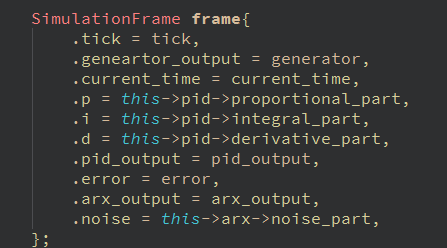 SimulationFrame frame{
.tick = tick,
.geneartor_output = generator,
.current_time = current_time,
.p = this->pid->proportional_part,
.i = this->pid->integral_part,
.d = this->pid->derivative_part,
.pid_output = pid_output,
.error = error,
.arx_output = arx_output,
.noise = this->arx->noise_part,
};